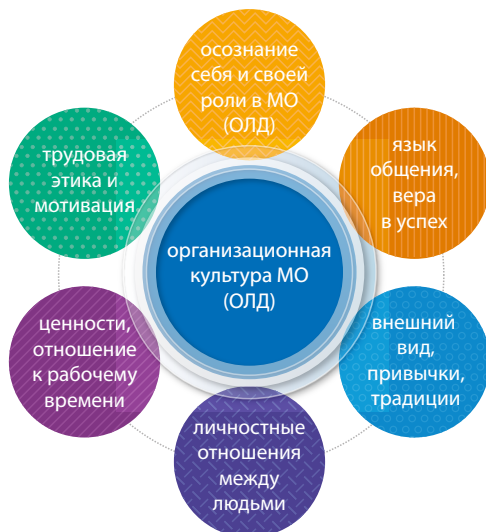 осознание
себя и своей
роли в МО
(ОЛД)
язык
общения,
вера
в успех
внешний
вид,
привычки,
традиции
личностные
отношения
между
людьми
ценности,
отношение
к рабочему
времени
трудовая
этика и
мотивация
организационная
культура МО
(ОЛД)